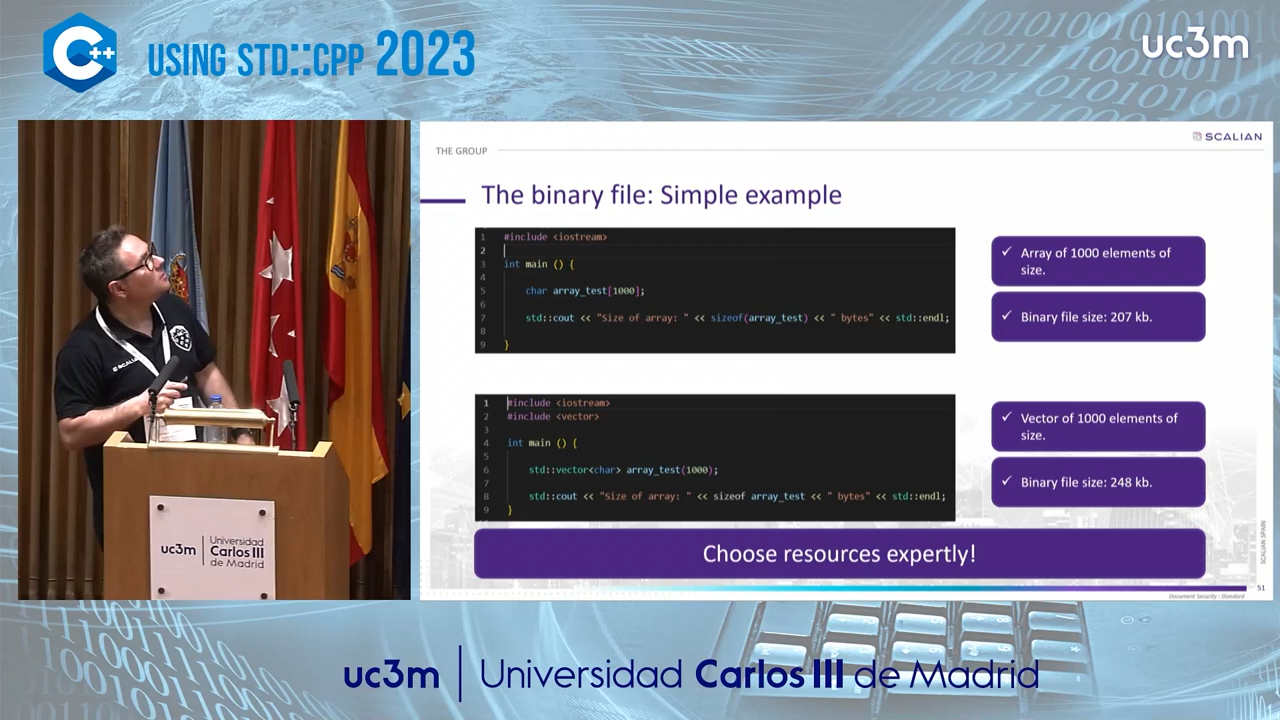 C++
USING STD::CPP 2023
uc3m
THE GROUP
SCALIAN
The binary file: Simple example
1 #include <iostream>
2
3 int main () {
4
5 char array_test[1000];
6
7 std::cout << "Size of array: " << sizeof(array_test) << " bytes" << std::endl;
8
9 }
✓ Array of 1000 elements of
size.
✓ Binary file size: 207 kb.
1 #include <iostream>
2 #include <vector>
3
4 int main () {
5
6 std::vector<char> array_test(1000);
7
8 std::cout << "Size of array: " << sizeof array_test << " bytes" << std::endl;
9 }
✓ Vector of 1000 elements of
size.
✓ Binary file size: 248 kb.
Choose resources expertly!
SCALIAN SPAIN
51
Document Security : Standard
uc3m
Universidad
Carlos III
de Madrid
uc3m | Universidad Carlos III de Madrid